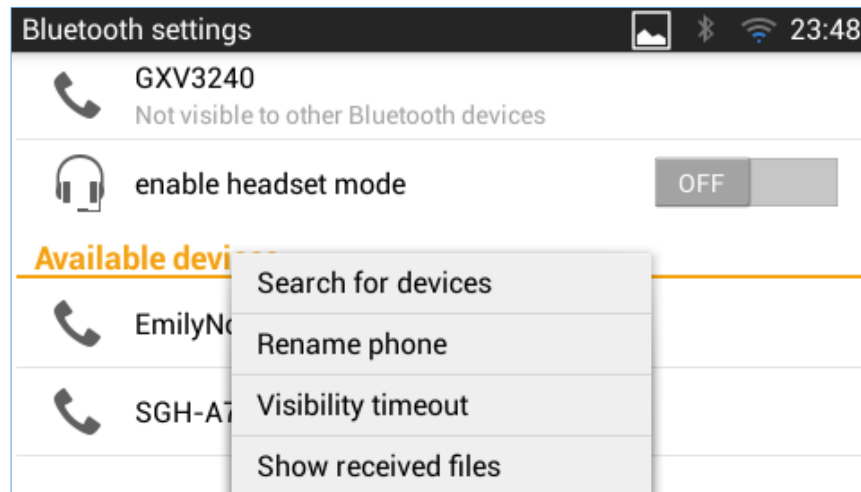 Bluetooth settings 23:48
GXV3240
Not visible to other Bluetooth devices
enable headset mode OFF
Available
Search for devices
Rename phone
Visibility timeout
Show received files